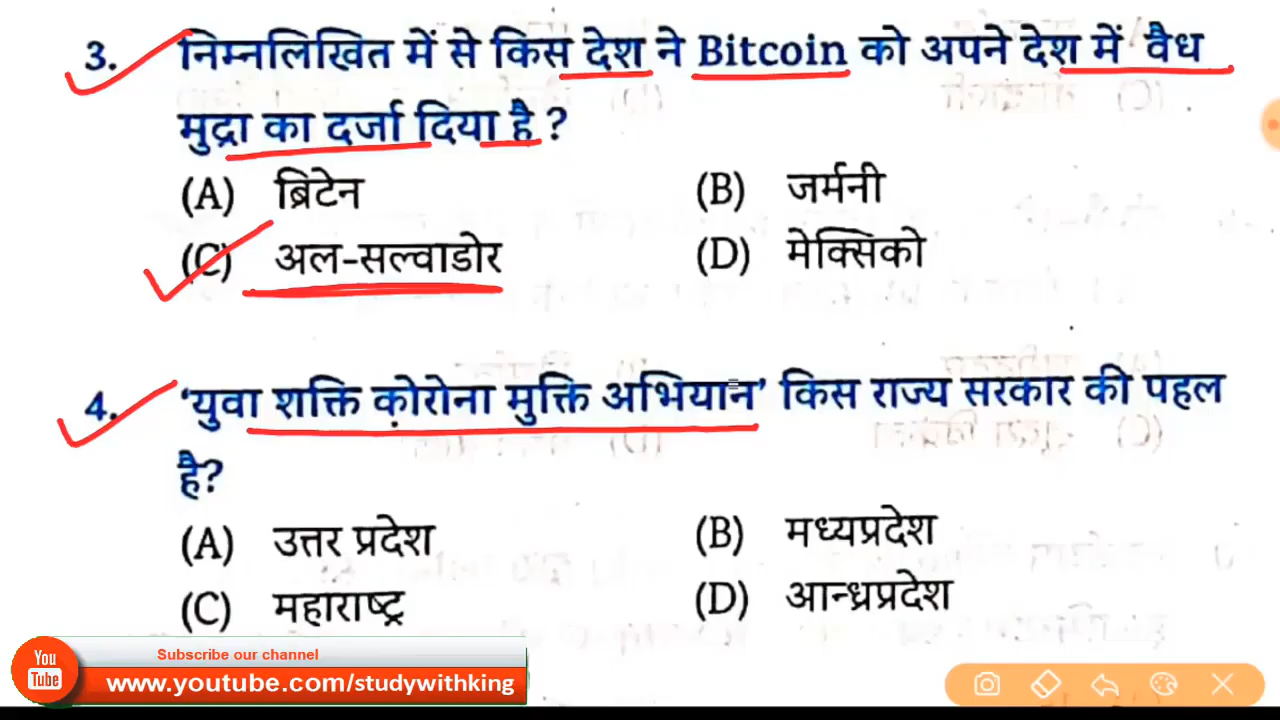 3. निम्नलिखित में से किस देश ने Bitcoin को अपने देश में वैध
मुद्रा का दर्जा दिया है ?
(A) ब्रिटेन (B) जर्मनी
(C) अल-सल्वाडोर (D) मेक्सिको
4. ‘युवा शक्ति कोरोना मुक्ति अभियान’ किस राज्य सरकार की पहल
है?
(A) उत्तर प्रदेश (B) मध्यप्रदेश
(C) महाराष्ट्र (D) आन्ध्रप्रदेश
You
Tube
Subscribe our channel
www.youtube.com/studywithking